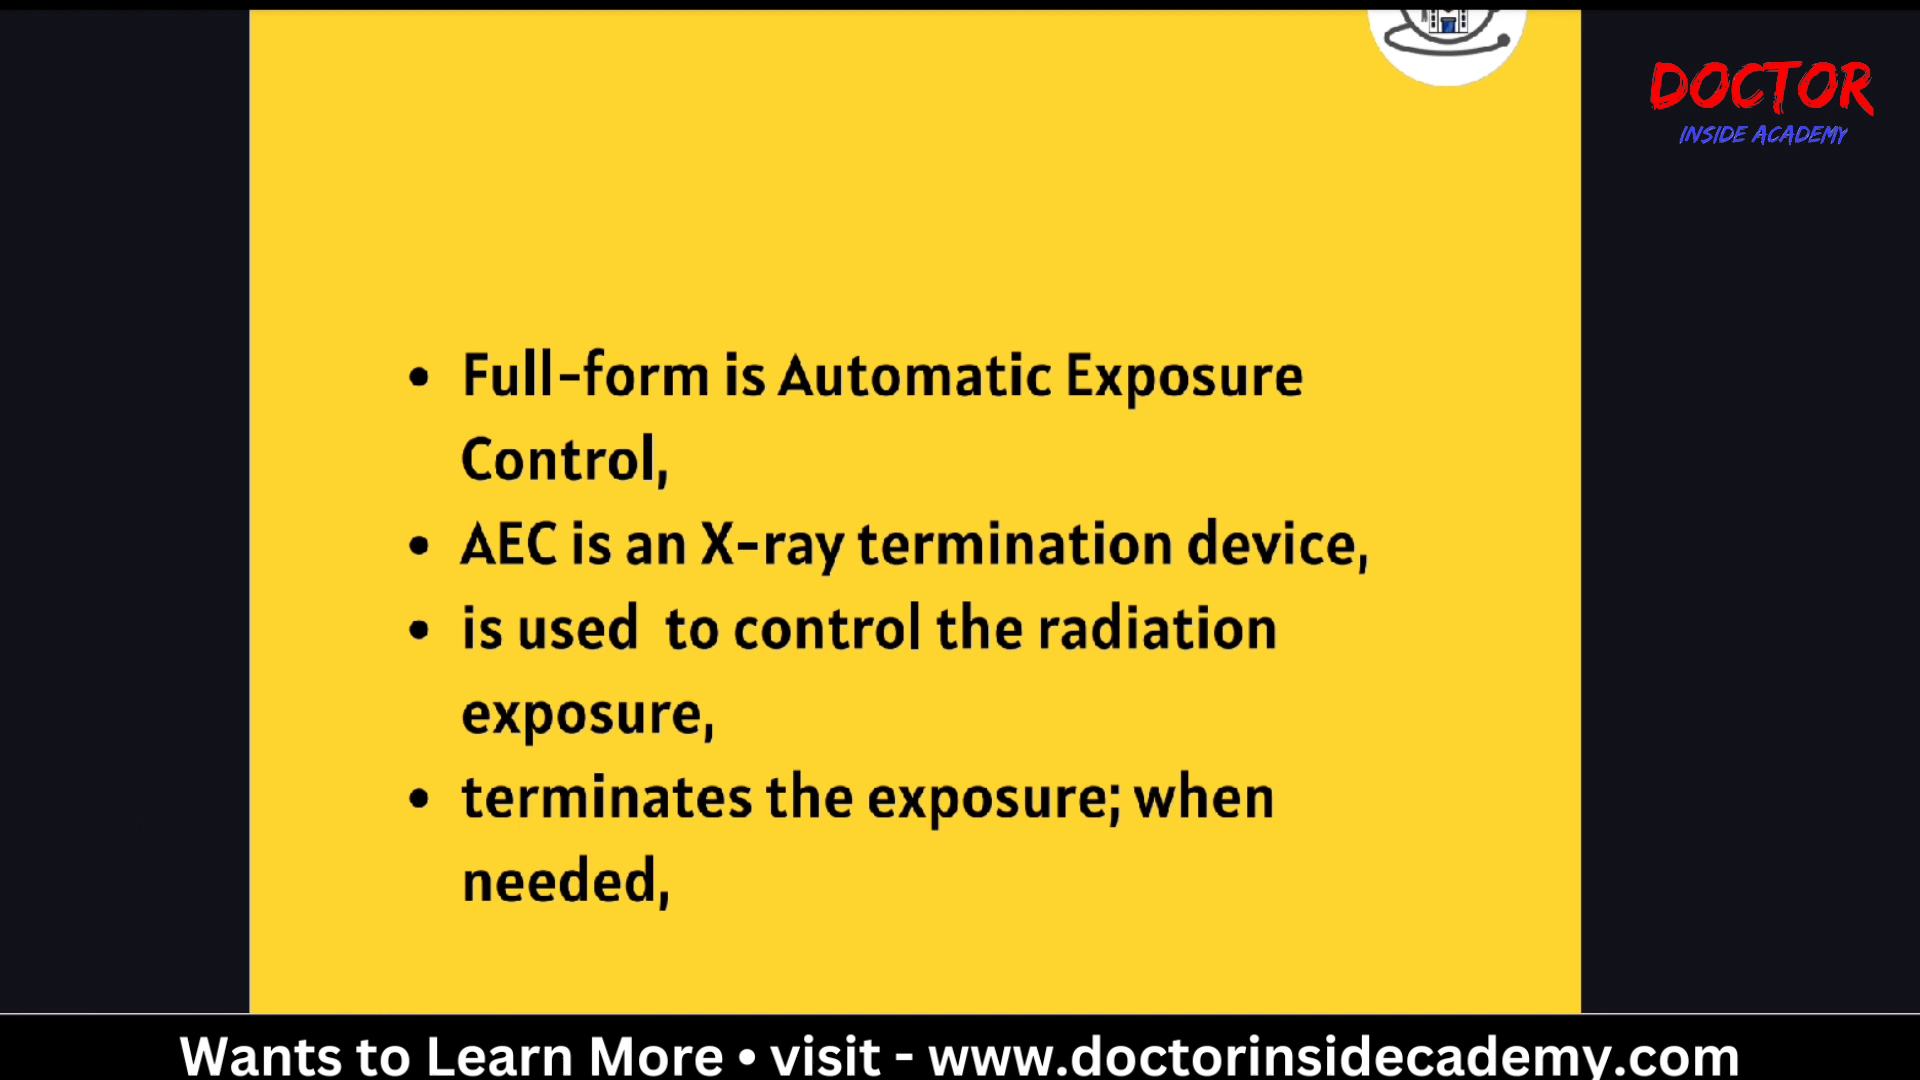 DOCTOR
INSIDE ACADEMY
• Full-form is Automatic Exposure
Control,
• AEC is an X-ray termination device,
• is used to control the radiation
exposure,
• terminates the exposure; when
needed,
Wants to Learn More • visit - www.doctorinsidecademy.com